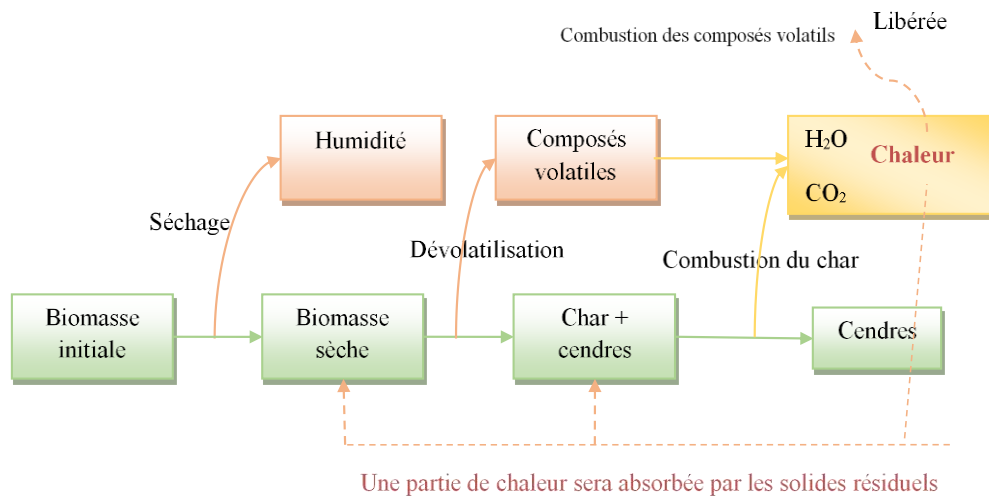 Combustion des composés volatils
Libérée
Humidité
Composés
volatiles
H₂O
Chaleur
CO₂
Séchage
Dévolatilisation
Combustion du char
Biomasse
initiale
Biomasse
sèche
Char +
cendres
Cendres
Une partie de chaleur sera absorbée par les solides résiduels